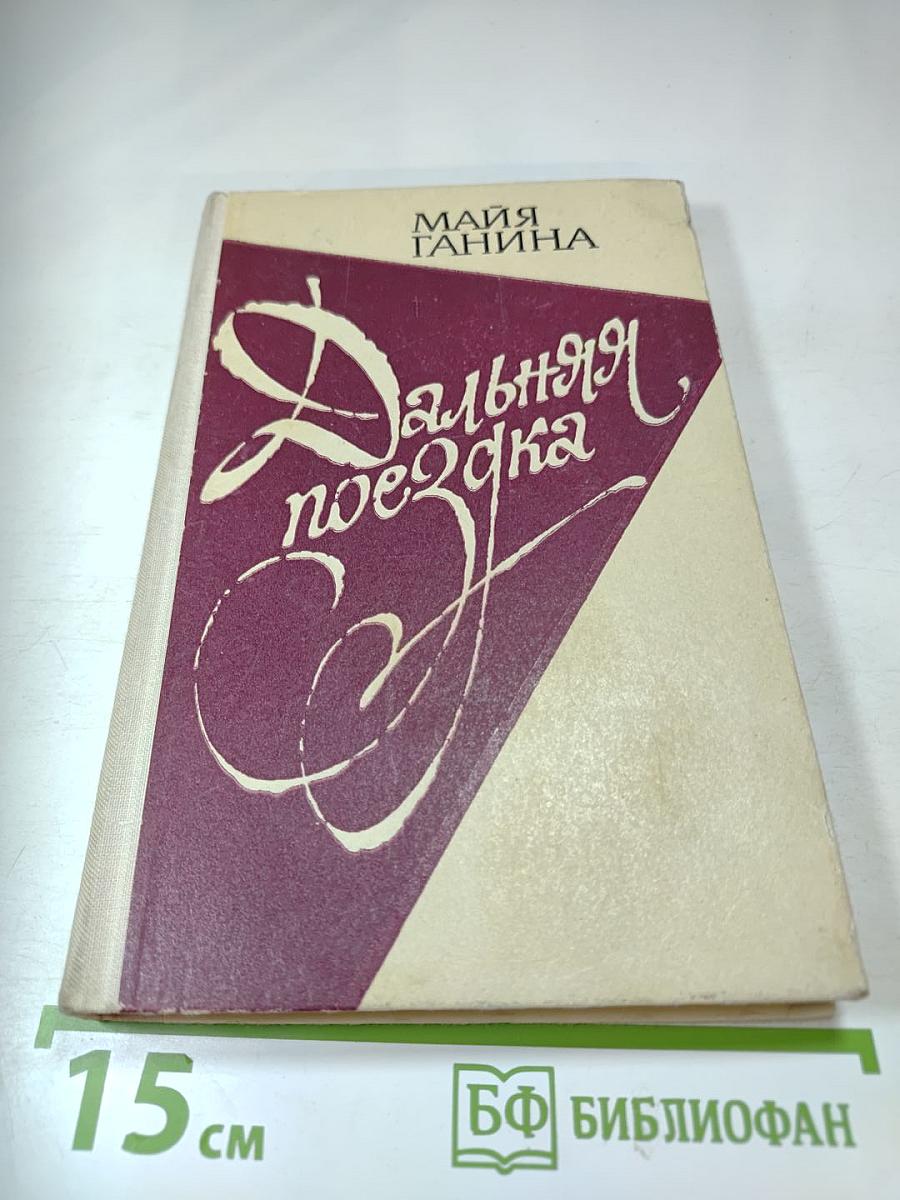 МАЙЯ
ГАНИНА
Дальняя
поездка
15 см
БФ БИБЛИОФАН